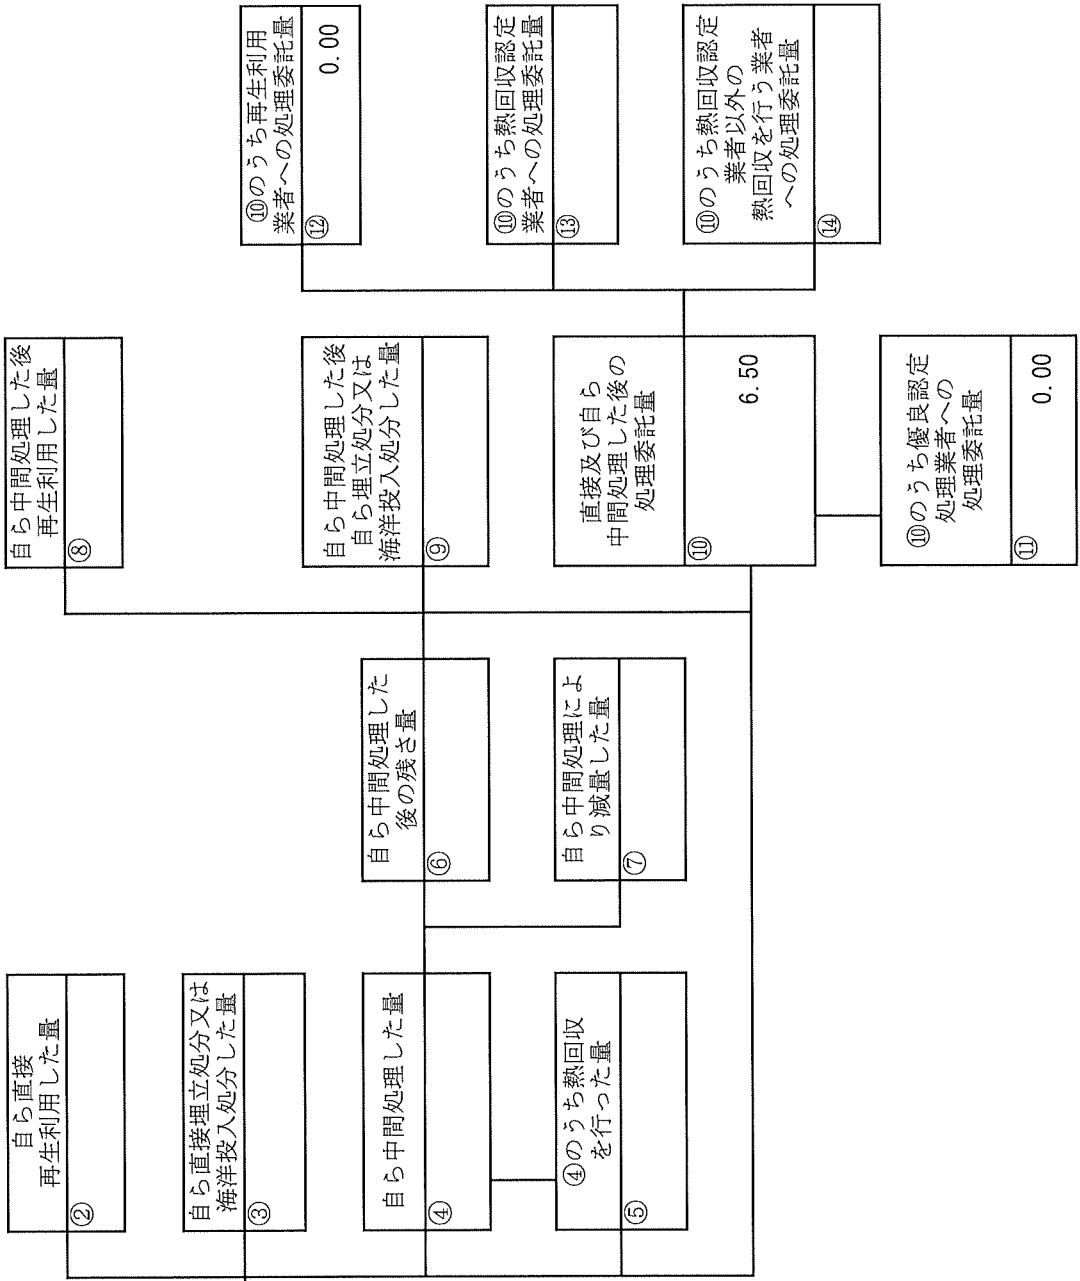 自ら直接
再生利用した量
②
自ら直接埋立処分又は
海洋投入処分した量
③
自ら中間処理した量
④
④のうち熱回収
を行った量
⑤
自ら中間処理した
後の残さ量
⑥
自ら中間処理によ
り減量した量
⑦
自ら中間処理した後
再生利用した量
⑧
自ら中間処理した後
自ら埋立処分又は
海洋投入処分した量
⑨
直接及び自ら
中間処理した後の
処理委託量
⑩
6.50
⑩のうち優良認定
処理業者への
処理委託量
⑪
0.00
⑩のうち再生利用
業者への処理委託量
⑫
0.00
⑩のうち熱回収認定
業者への処理委託量
⑬
⑩のうち熱回収認定
業者以外の
熱回収を行う業者
への処理委託量
⑭